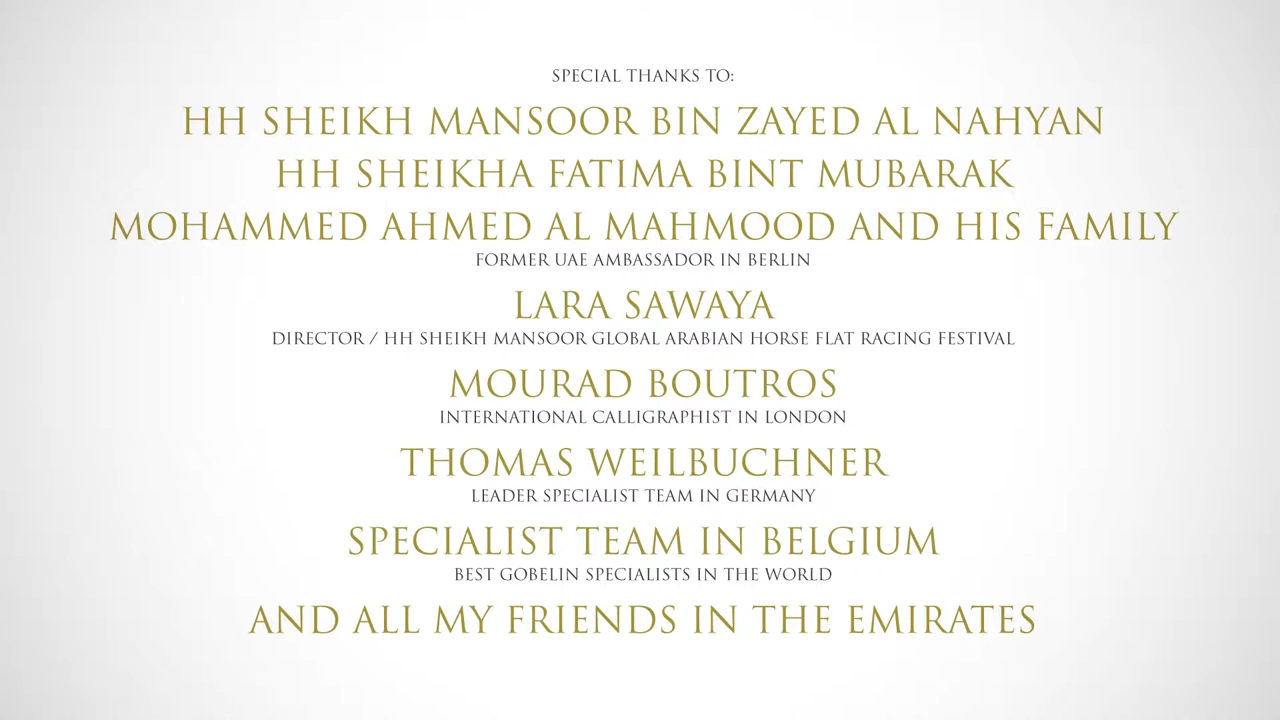 SPECIAL THANKS TO:
HH SHEIKH MANSOOR BIN ZAYED AL NAHYAN
HH SHEIKHA FATIMA BINT MUBARAK
MOHAMMED AHMED AL MAHMOOD AND HIS FAMILY
FORMER UAE AMBASSADOR IN BERLIN
LARA SAWAYA
DIRECTOR / HH SHEIKH MANSOOR GLOBAL ARABIAN HORSE FLAT RACING FESTIVAL
MOURAD BOUTROS
INTERNATIONAL CALLIGRAPHIST IN LONDON
THOMAS WEILBUCHNER
LEADER SPECIALIST TEAM IN GERMANY
SPECIALIST TEAM IN BELGIUM
BEST GOBELIN SPECIALISTS IN THE WORLD
AND ALL MY FRIENDS IN THE EMIRATES